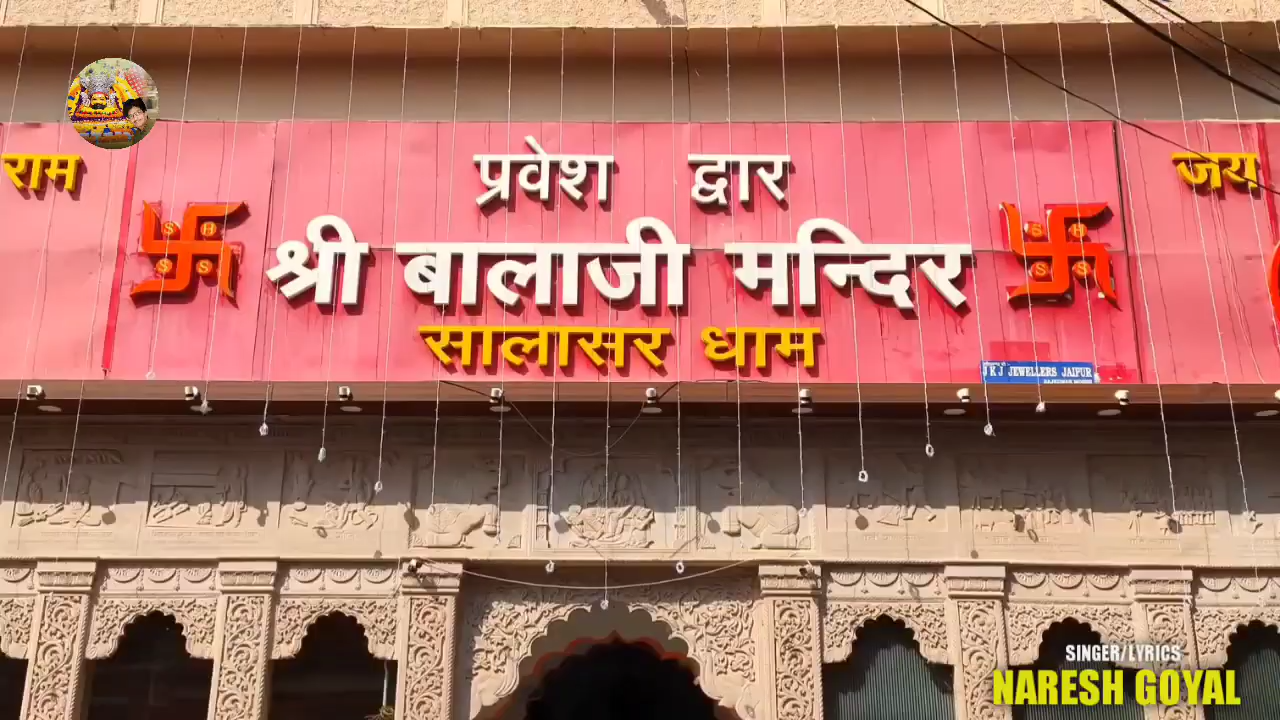 प्रवेश द्वार
राम
जय
श्री बालाजी मन्दिर
S H
S S
S H
S S
सालासर धाम
J K J JEWELLERS JAIPUR
SINGER/LYRICS
NARESH GOYAL